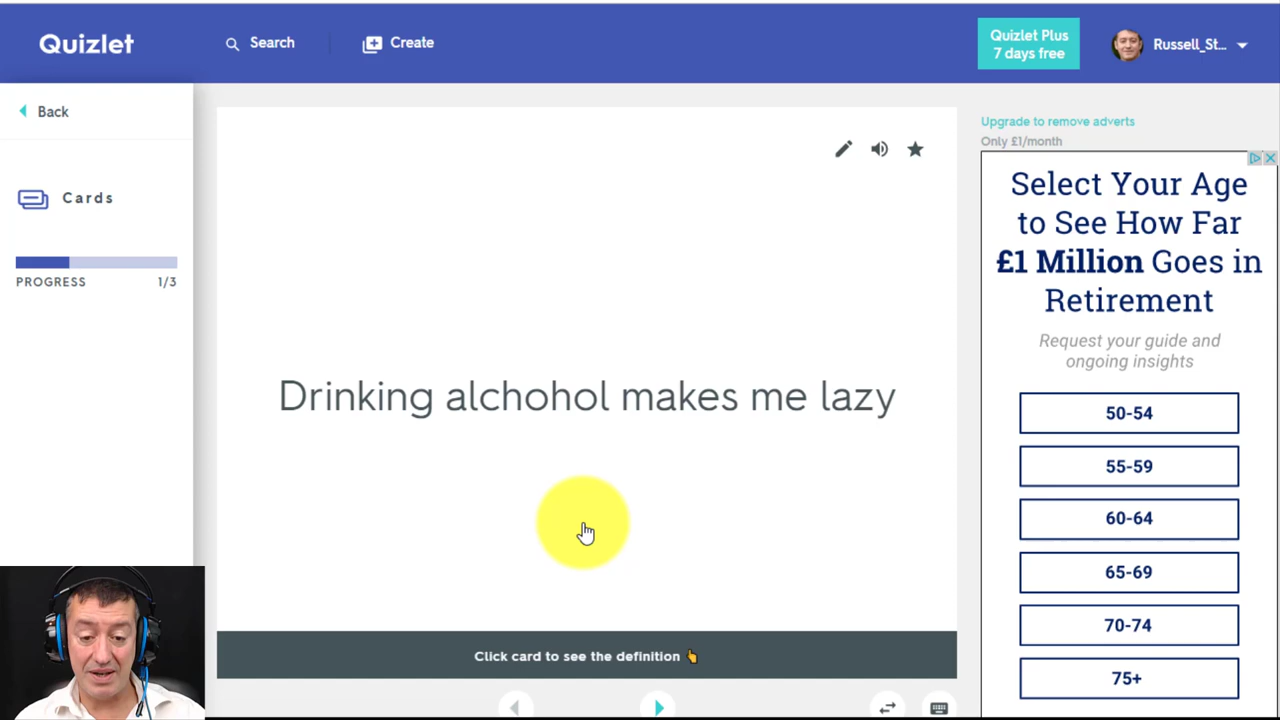 Quizlet
Search
Create
Quizlet Plus
7 days free
Russell_St...
Back
Cards
PROGRESS 1/3
Drinking alchohol makes me lazy
Click card to see the definition 👆
Upgrade to remove adverts
Only £1/month
Select Your Age
to See How Far
£1 Million Goes in
Retirement
Request your guide and
ongoing insights
50-54
55-59
60-64
65-69
70-74
75+